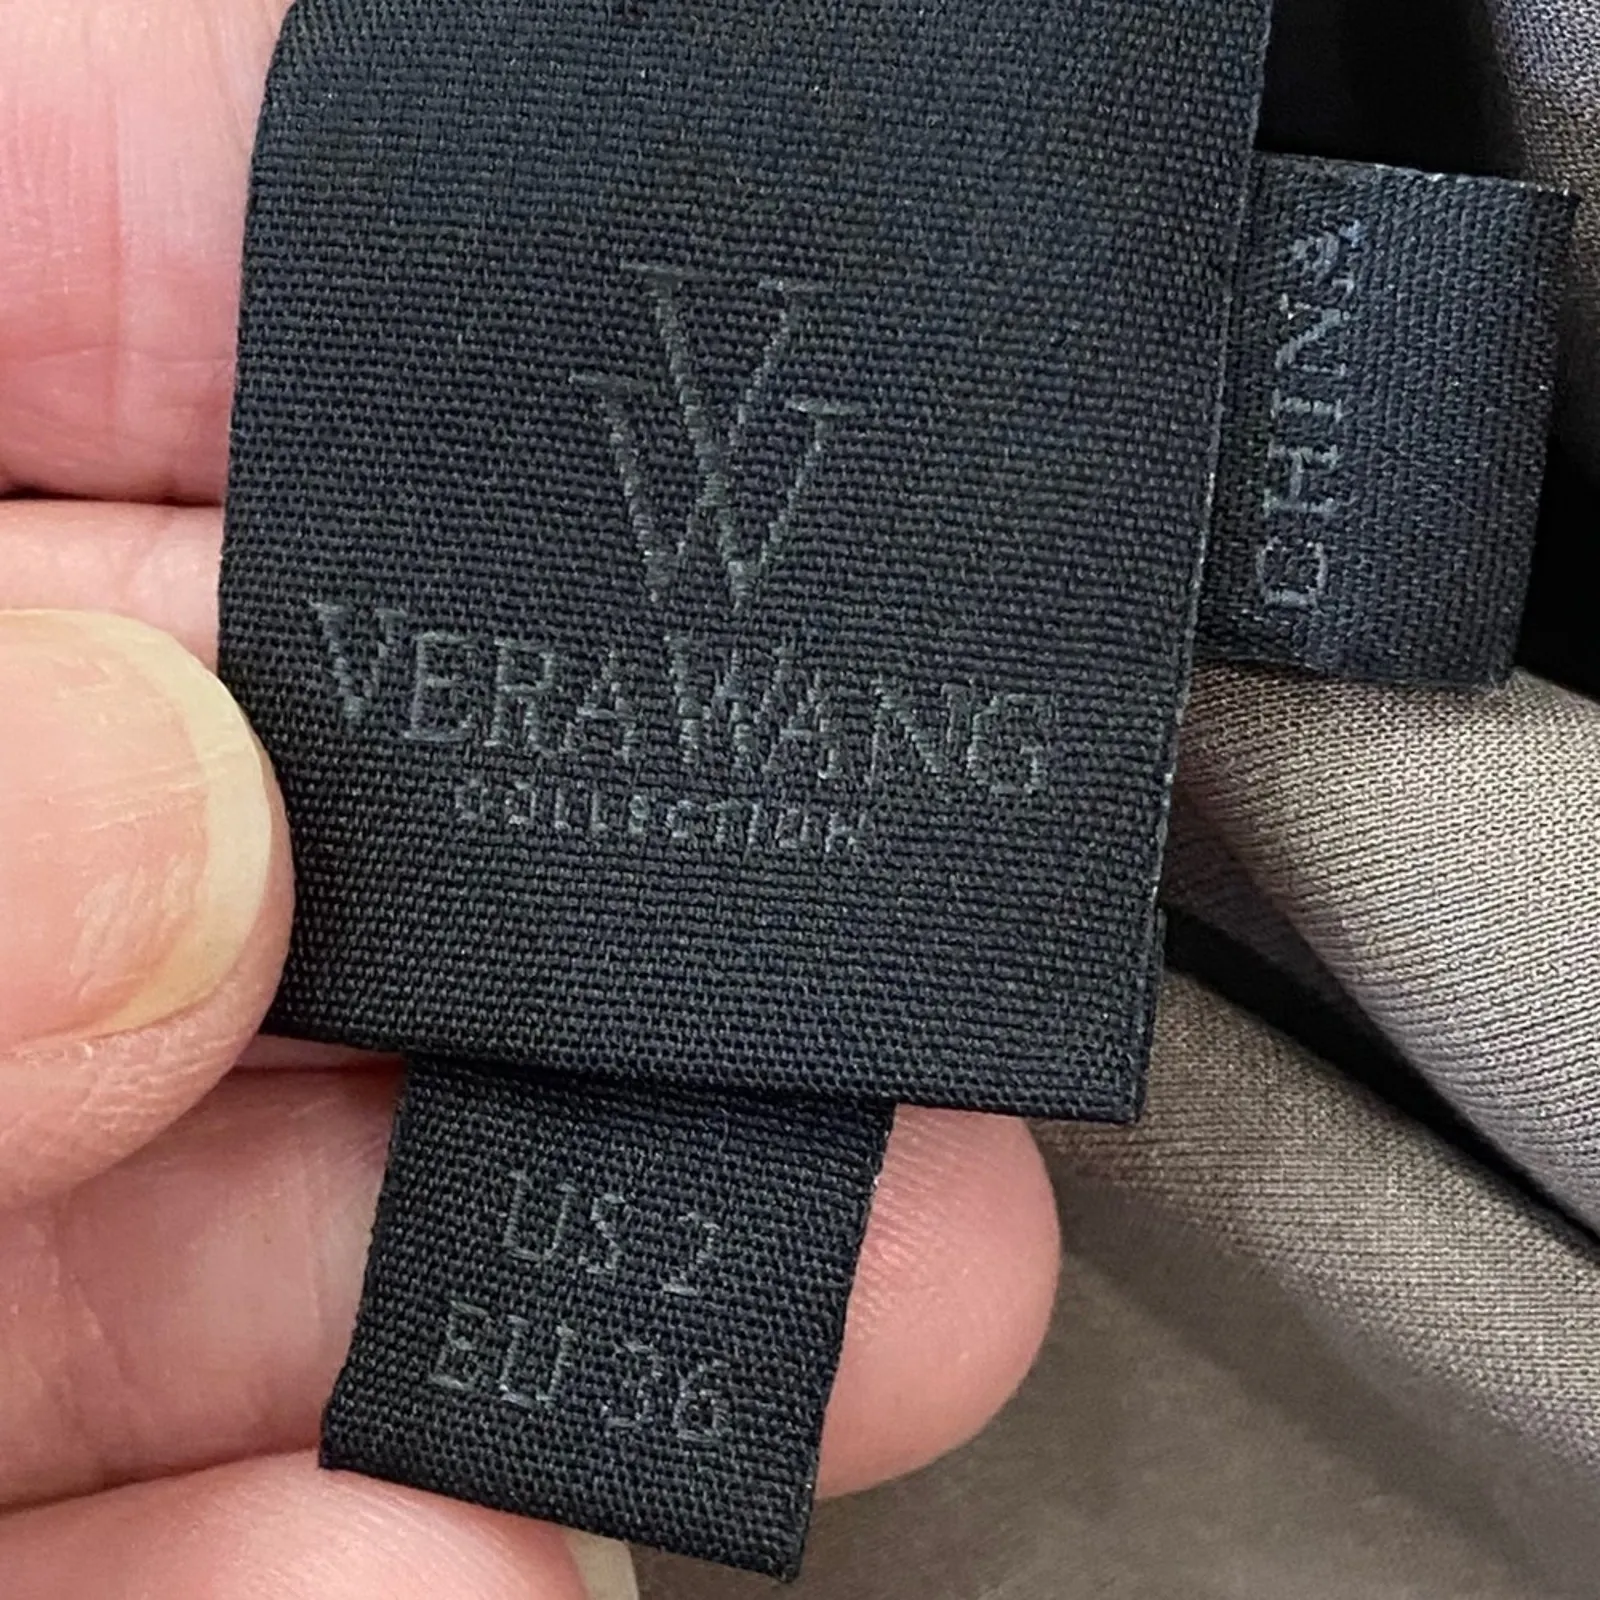 VW
VERA WANG
COLLECTION
CHINA
US 2
EU 36